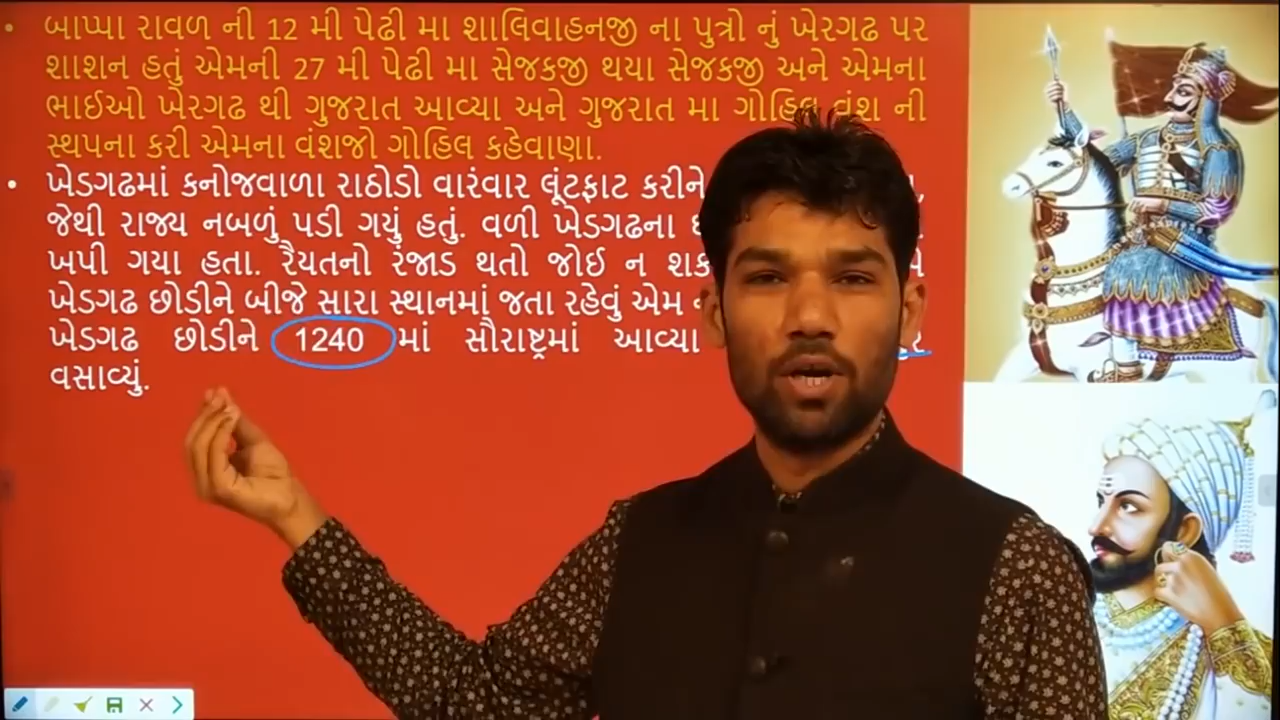 બાપ્પા રાવળ ની 12 મી પેઢી મા શાલિવાહનજી ના પુત્રો નું ખેરગઢ પર
શાશન હતું એમની 27 મી પેઢી મા સેજકજી થયા સેજકજી અને એમના
ભાઈઓ ખેરગઢ થી ગુજરાત આવ્યા અને ગુજરાત મા ગોહિલ વંશ ની
સ્થપના કરી એમના વંશજો ગોહિલ કહેવાણા.
ખેડગઢમાં કનોજવાળા રાઠોડો વારંવાર લૂંટફાટ કરીને
જેથી રાજ્ય નબળું પડી ગયું હતું. વળી ખેડગઢના
ખપી ગયા હતા. રૈયતનો રંજાડ થતો જોઈ ન
ખેડગઢ છોડીને બીજે સારા સ્થાનમાં જતા રહેવું એમ
ખેડગઢ છોડીને 1240 માં સૌરાષ્ટ્રમાં આવ્યા
વસાવ્યું.